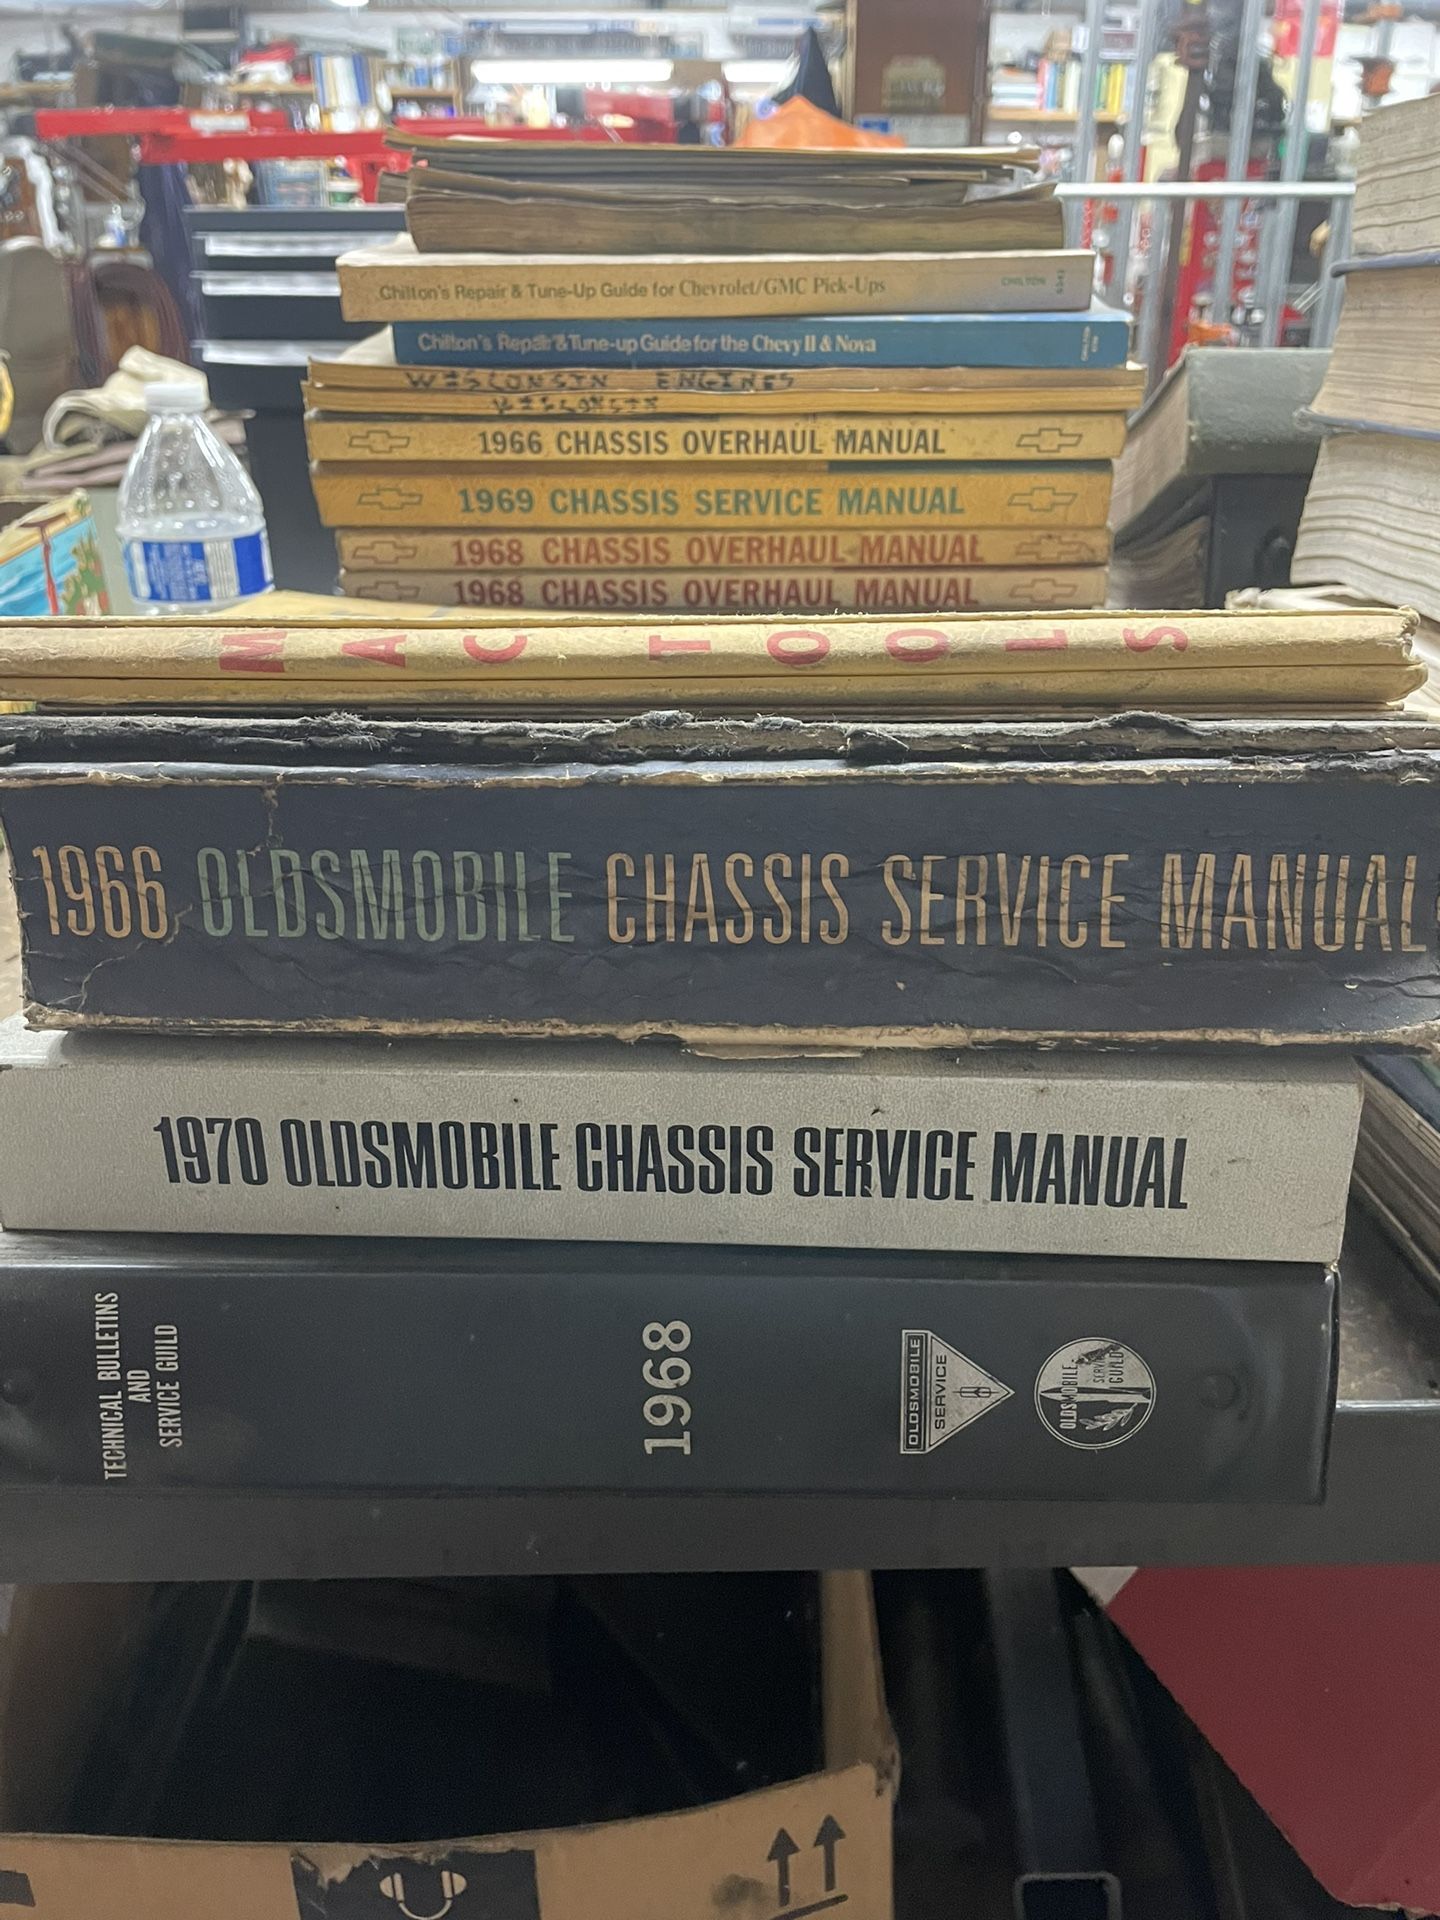 Chilton's Repair & Tune-Up Guide for Chevrolet/GMC Pick-Ups CHILTON
Chilton's Repair & Tune-up Guide for the Chevy II & Nova CHILTON
WISCONSIN ENGINES
WISCONSIN
1966 CHASSIS OVERHAUL MANUAL
1969 CHASSIS SERVICE MANUAL
1968 CHASSIS OVERHAUL MANUAL
1968 CHASSIS OVERHAUL MANUAL
MAC TOOLS
1966 OLDSMOBILE CHASSIS SERVICE MANUAL
1970 OLDSMOBILE CHASSIS SERVICE MANUAL
TECHNICAL BULLETINS
AND
SERVICE GUILD
1968
OLDSMOBILE
SERVICE
OLDSMOBILE
SERVICE
GUILD